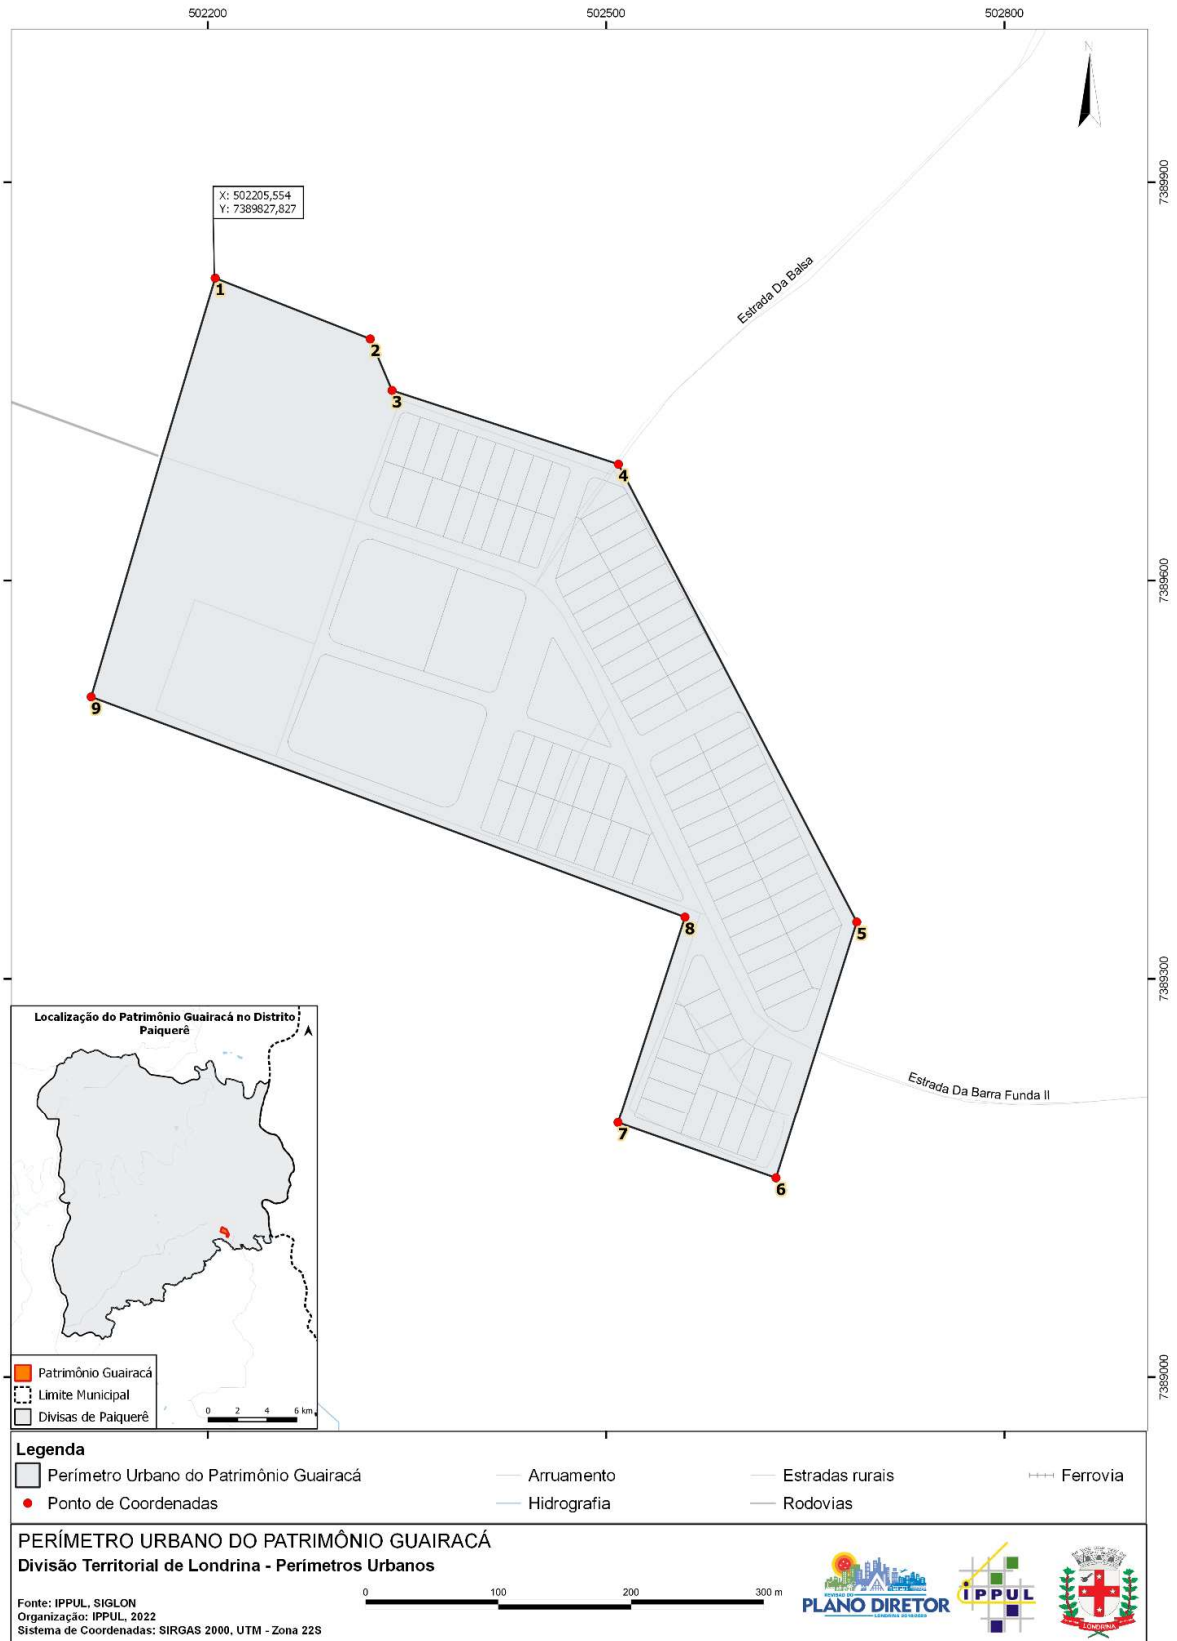 502200
502500
502800
N
7389900
X: 502205,554
Y: 7389827,827
1
2
3
Estrada Da Balsa
4
7389600
9
8
5
7389300
Estrada Da Barra Funda II
7
6
7389000
Localização do Patrimônio Guairacá no Distrito
Paiquerê
Patrimônio Guairacá
Limite Municipal
Divisas de Paiquerê
0 2 4 6 km
Legenda
Perímetro Urbano do Patrimônio Guairacá
Arruamento
Estradas rurais
Ferrovia
Ponto de Coordenadas
Hidrografia
Rodovias
PERÍMETRO URBANO DO PATRIMÔNIO GUAIRACÁ
Divisão Territorial de Londrina - Perímetros Urbanos
Fonte: IPPUL, SIGLON
Organização: IPPUL, 2022
Sistema de Coordenadas: SIRGAS 2000, UTM - Zona 22S
0 100 200 300 m
REVISÃO DO
PLANO DIRETOR
IPPUL
LONDRINA